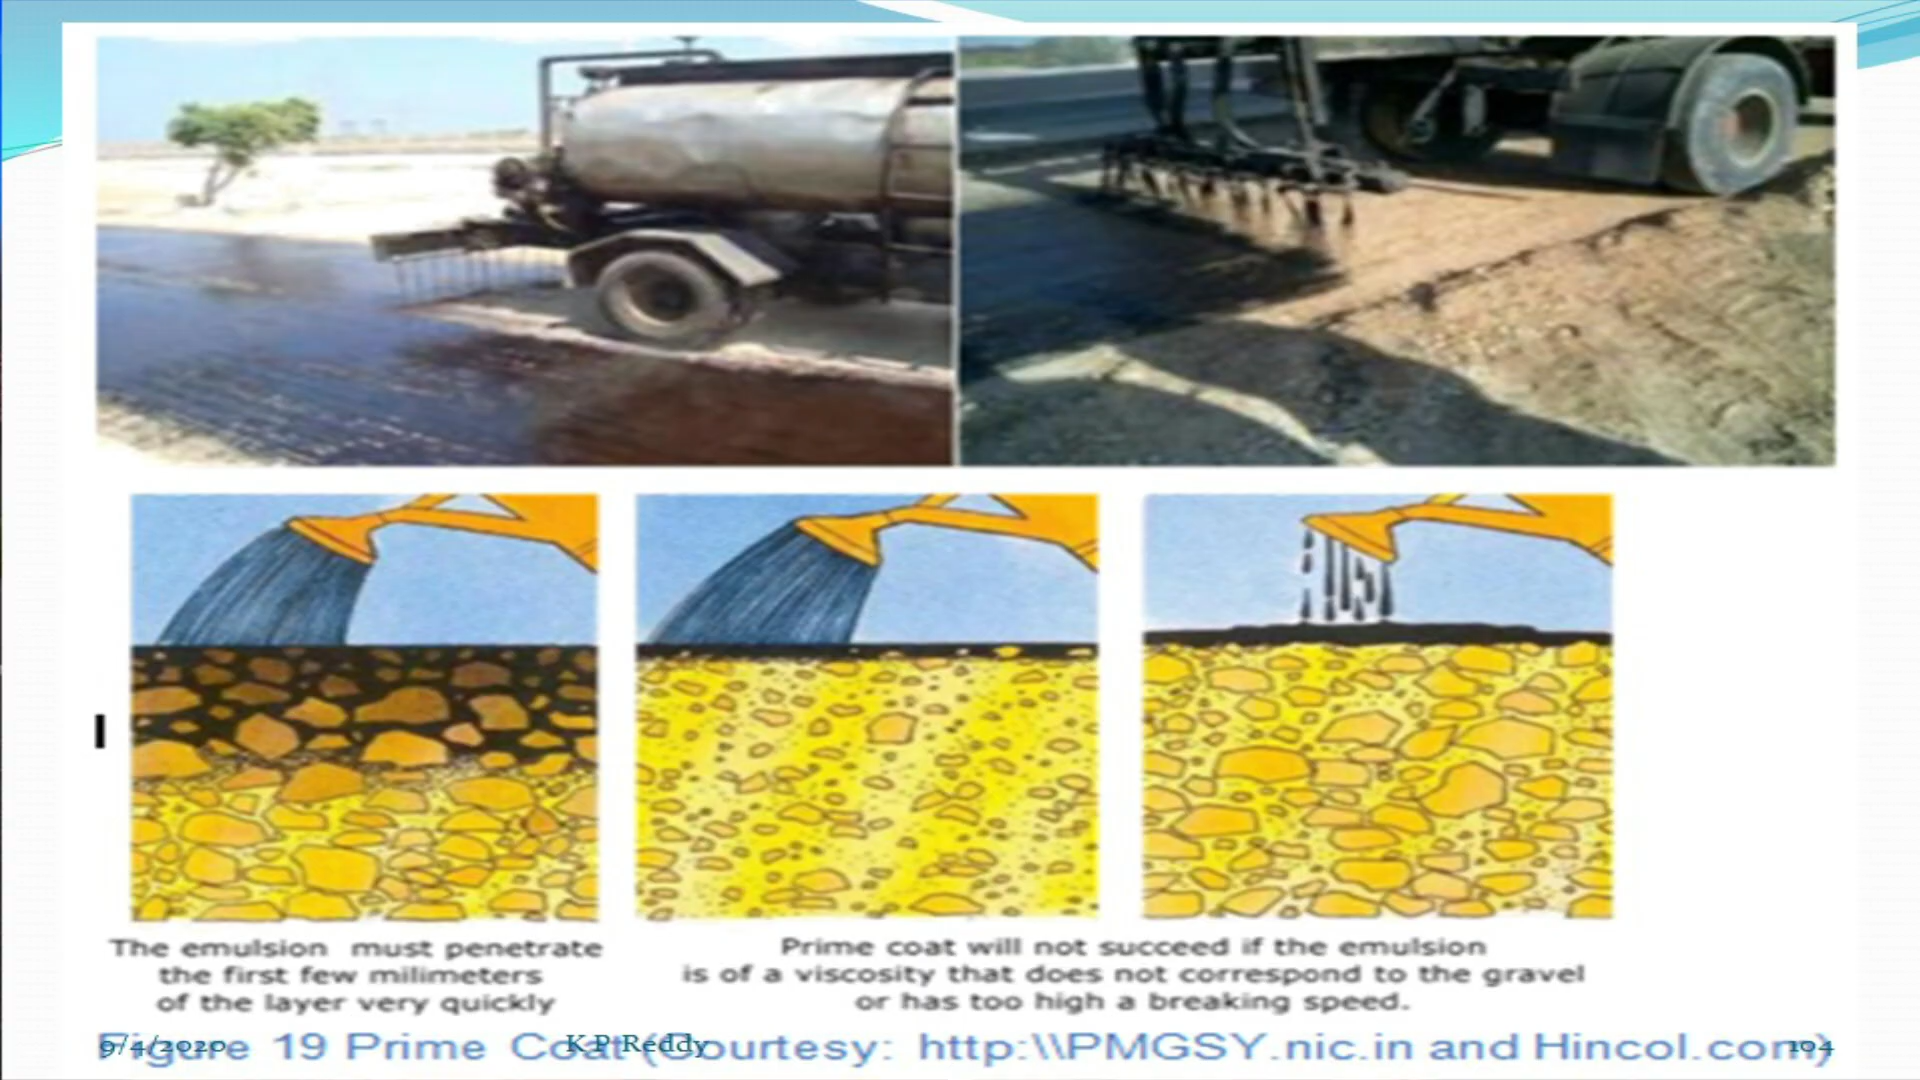 The emulsion must penetrate
the first few milimeters
of the layer very quickly
Prime coat will not succeed if the emulsion
is of a viscosity that does not correspond to the gravel
or has too high a breaking speed.
Figure 19 Prime Coat (Courtesy: http:\\PMGSY.nic.in and Hincol.com)
9/4/2020
K P Reddy
104